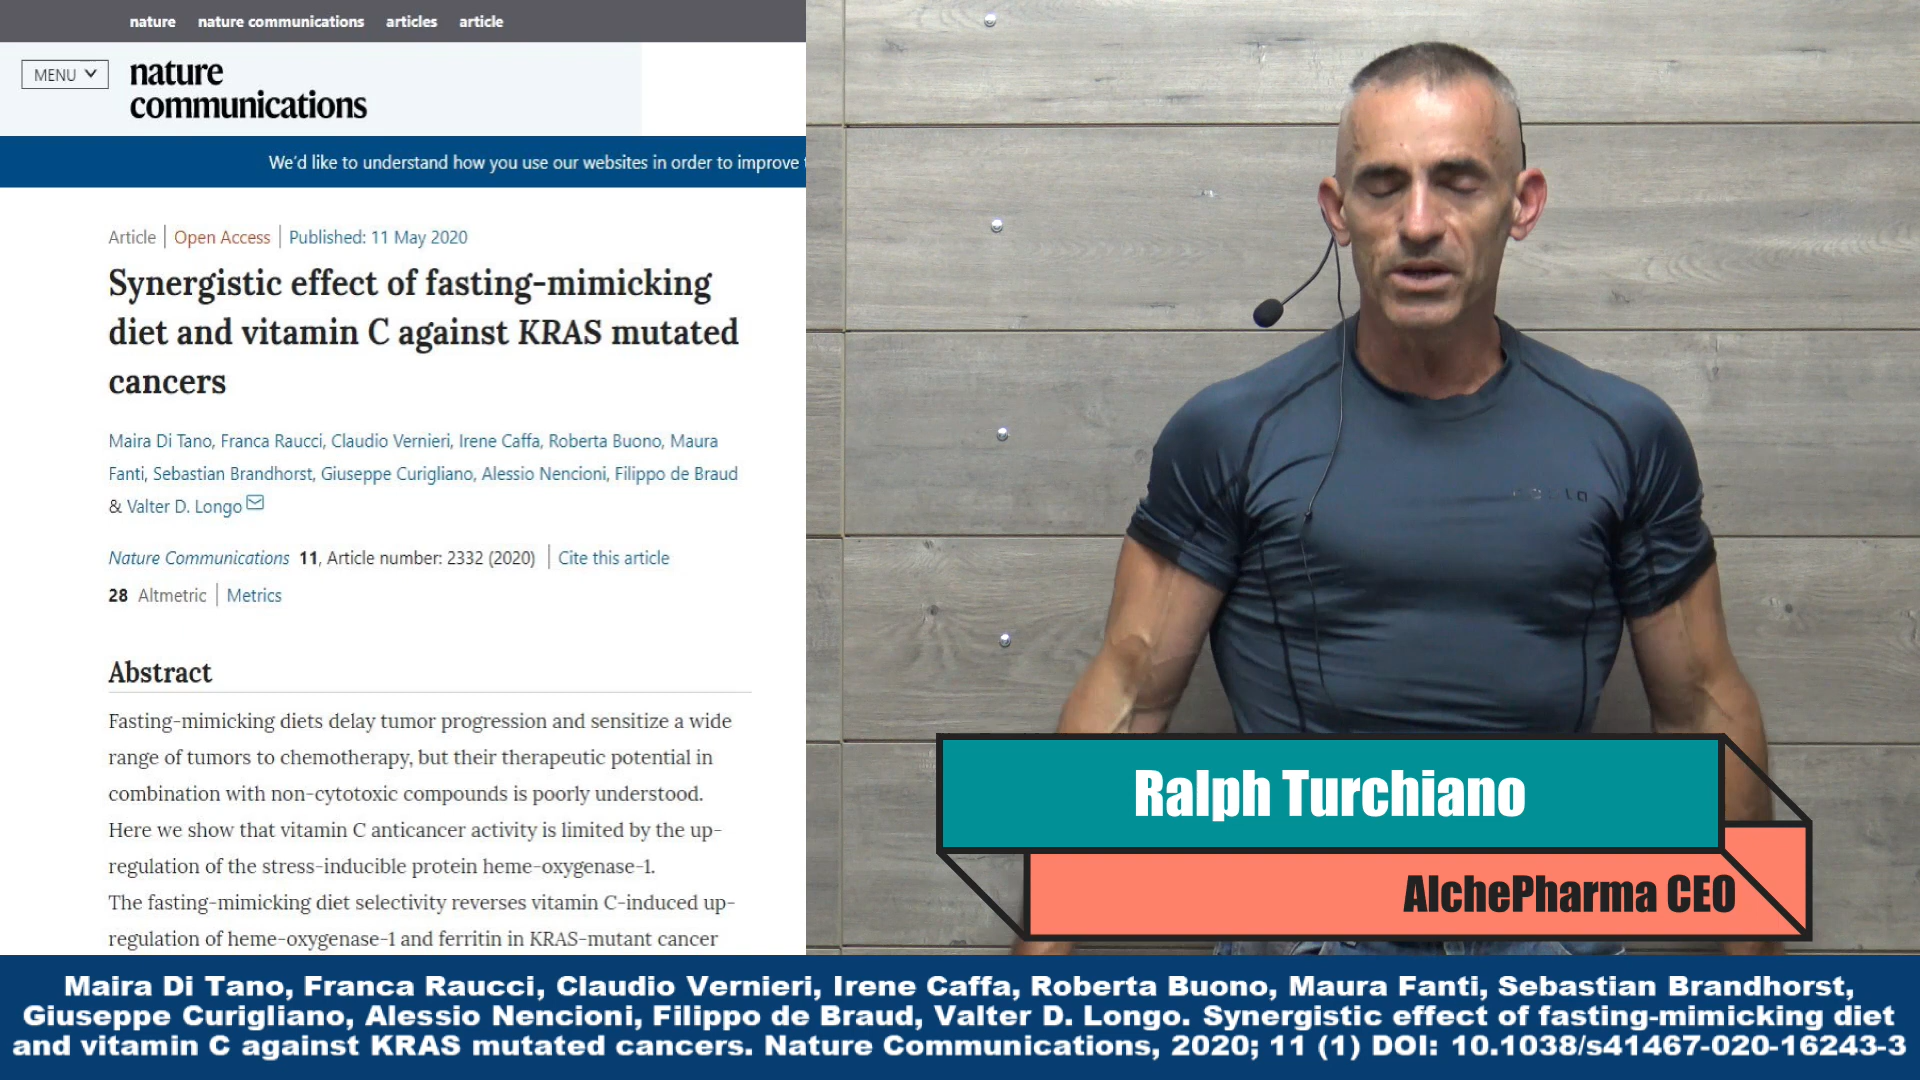 nature nature communications articles article
MENU
nature
communications
We'd like to understand how you use our websites in order to improve
Article | Open Access | Published: 11 May 2020
Synergistic effect of fasting-mimicking
diet and vitamin C against KRAS mutated
cancers
Maira Di Tano, Franca Raucci, Claudio Vernieri, Irene Caffa, Roberta Buono, Maura
Fanti, Sebastian Brandhorst, Giuseppe Curigliano, Alessio Nencioni, Filippo de Braud
& Valter D. Longo
Nature Communications 11, Article number: 2332 (2020) | Cite this article
28 Altmetric | Metrics
Abstract
Fasting-mimicking diets delay tumor progression and sensitize a wide
range of tumors to chemotherapy, but their therapeutic potential in
combination with non-cytotoxic compounds is poorly understood.
Here we show that vitamin C anticancer activity is limited by the up-
regulation of the stress-inducible protein heme-oxygenase-1.
The fasting-mimicking diet selectivity reverses vitamin C-induced up-
regulation of heme-oxygenase-1 and ferritin in KRAS-mutant cancer
Ralph Turchiano
AlchePharma CEO
Maira Di Tano, Franca Raucci, Claudio Vernieri, Irene Caffa, Roberta Buono, Maura Fanti, Sebastian Brandhorst,
Giuseppe Curigliano, Alessio Nencioni, Filippo de Braud, Valter D. Longo. Synergistic effect of fasting-mimicking diet
and vitamin C against KRAS mutated cancers. Nature Communications, 2020; 11 (1) DOI: 10.1038/s41467-020-16243-3